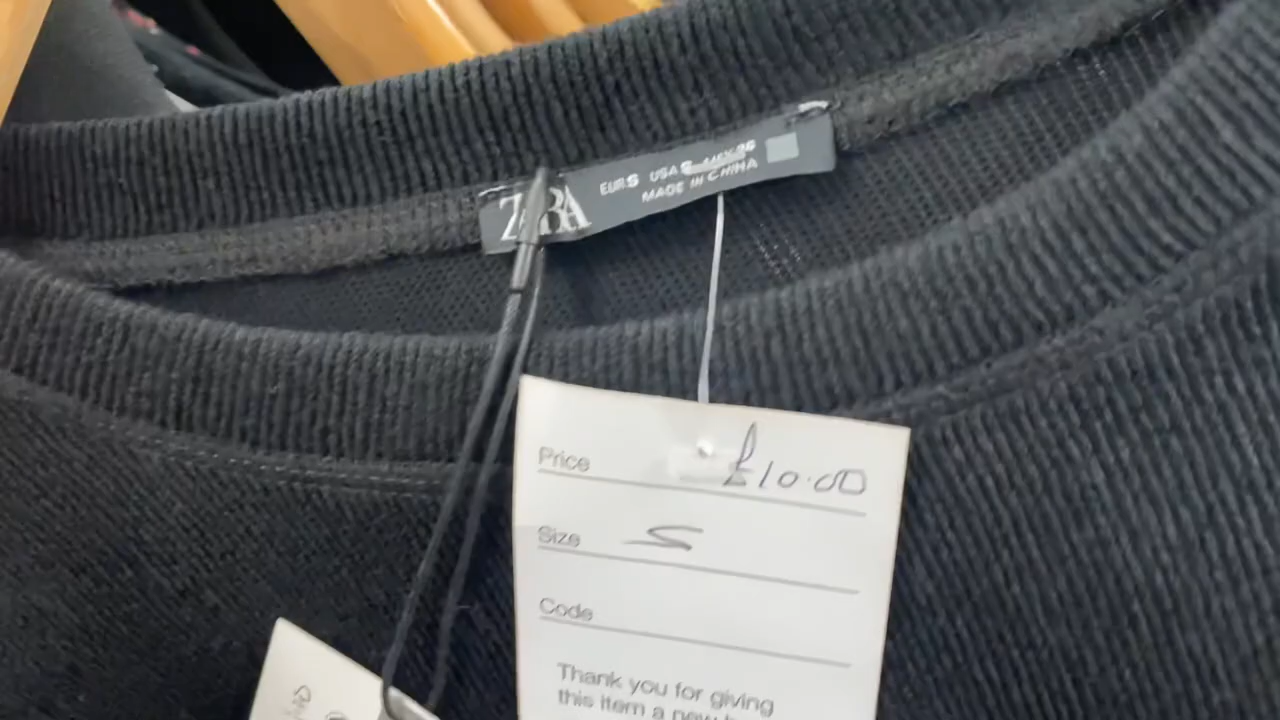 ZARA
EUR S USA S
MADE IN CHINA
Price £10.00
Size S
Code
Thank you for giving
this item a new